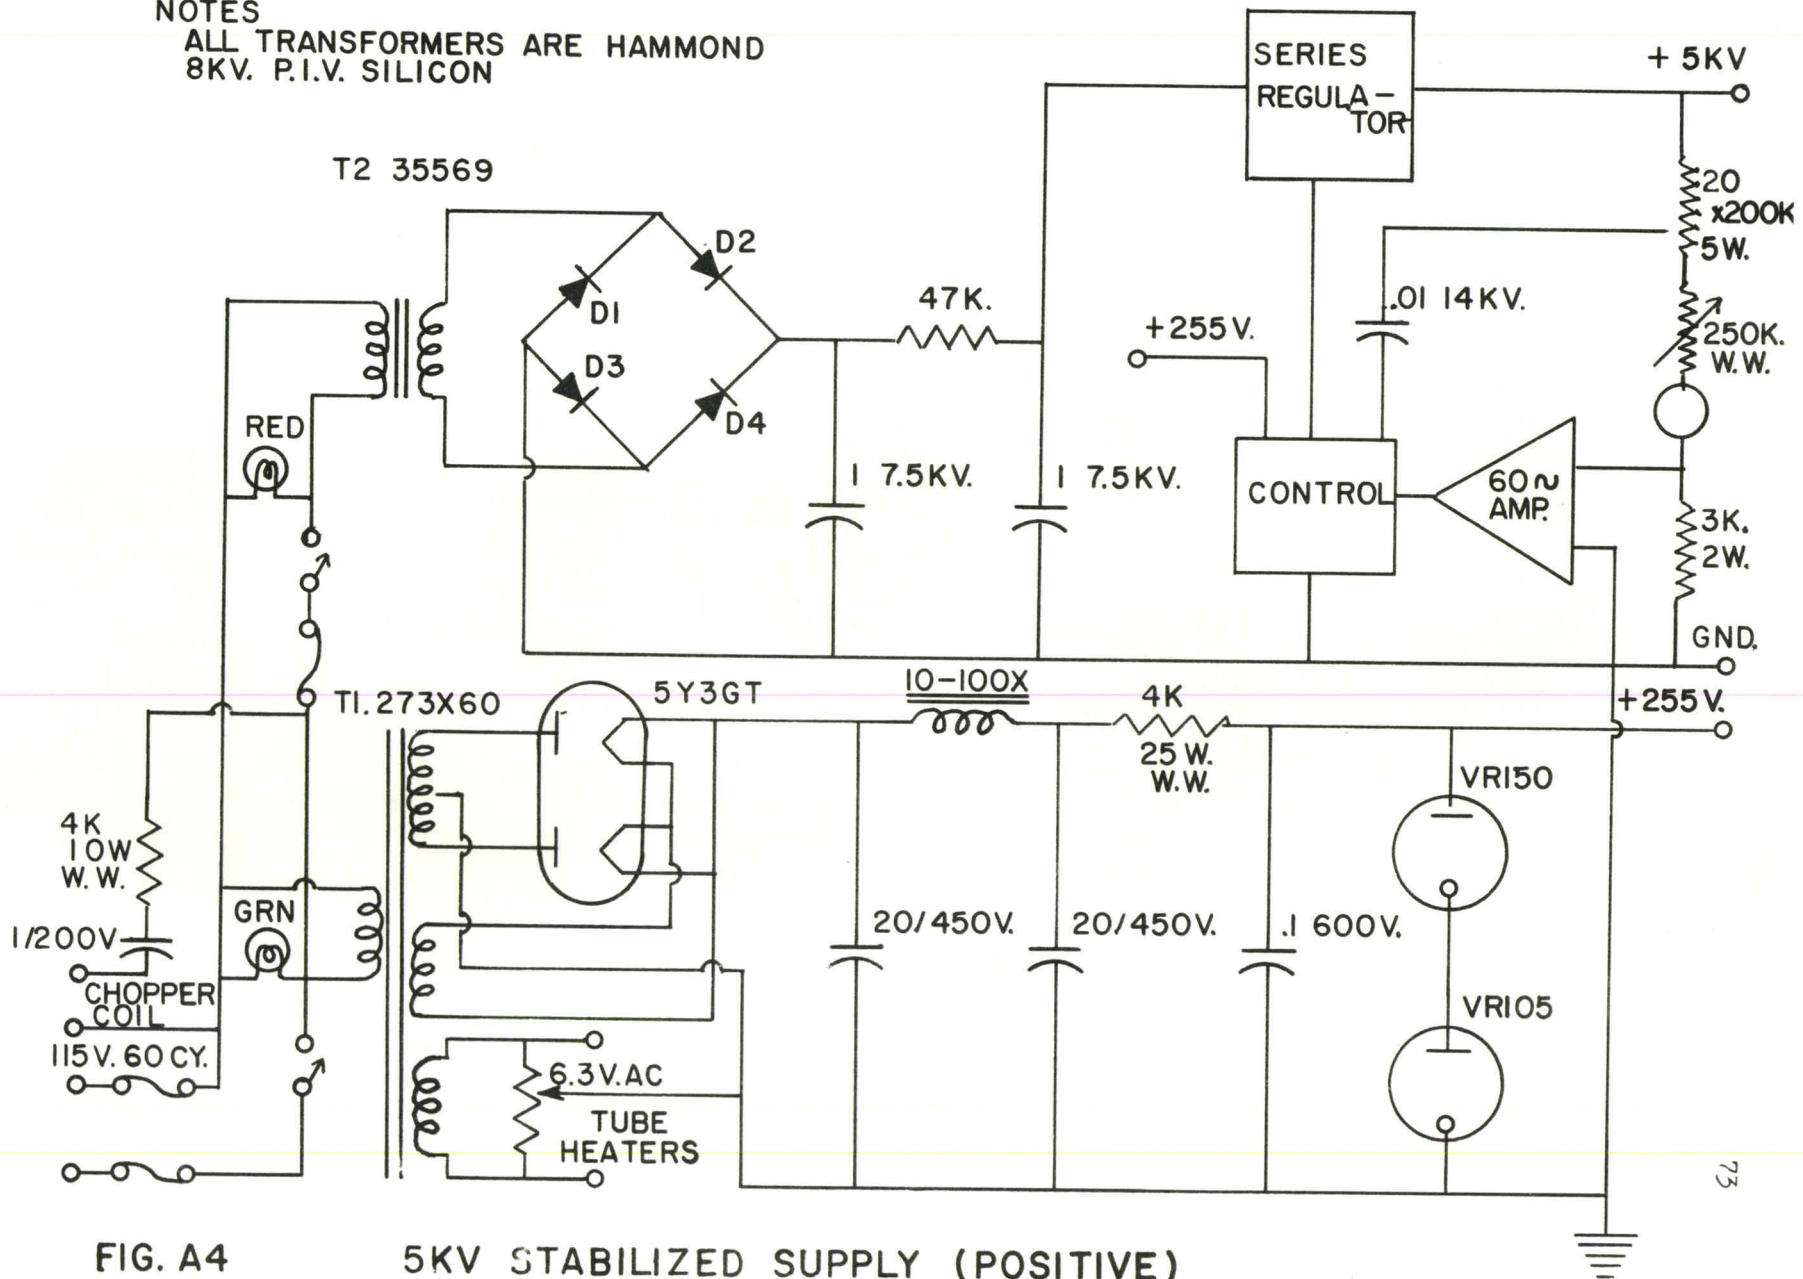 NOTES
ALL TRANSFORMERS ARE HAMMOND
8KV. P.I.V. SILICON
SERIES
REGULA-
TOR
+ 5KV
T2 35569
20
x200K
5W.
D2
D1
47K.
.01 14KV.
+255V.
250K.
W.W.
D3
D4
RED
1 7.5KV.
1 7.5KV.
CONTROL
60~
AMP.
3K.
2W.
GND.
T1.273X60
5Y3GT
10-100X
4K
25W.
W.W.
+255V.
VR150
4K
10W
W.W.
GRN
1/200V
20/450V.
20/450V.
.1 600V.
CHOPPER
COIL
VR105
115V. 60CY.
6.3V.AC
TUBE
HEATERS
73
FIG. A4
5KV STABILIZED SUPPLY (POSITIVE)